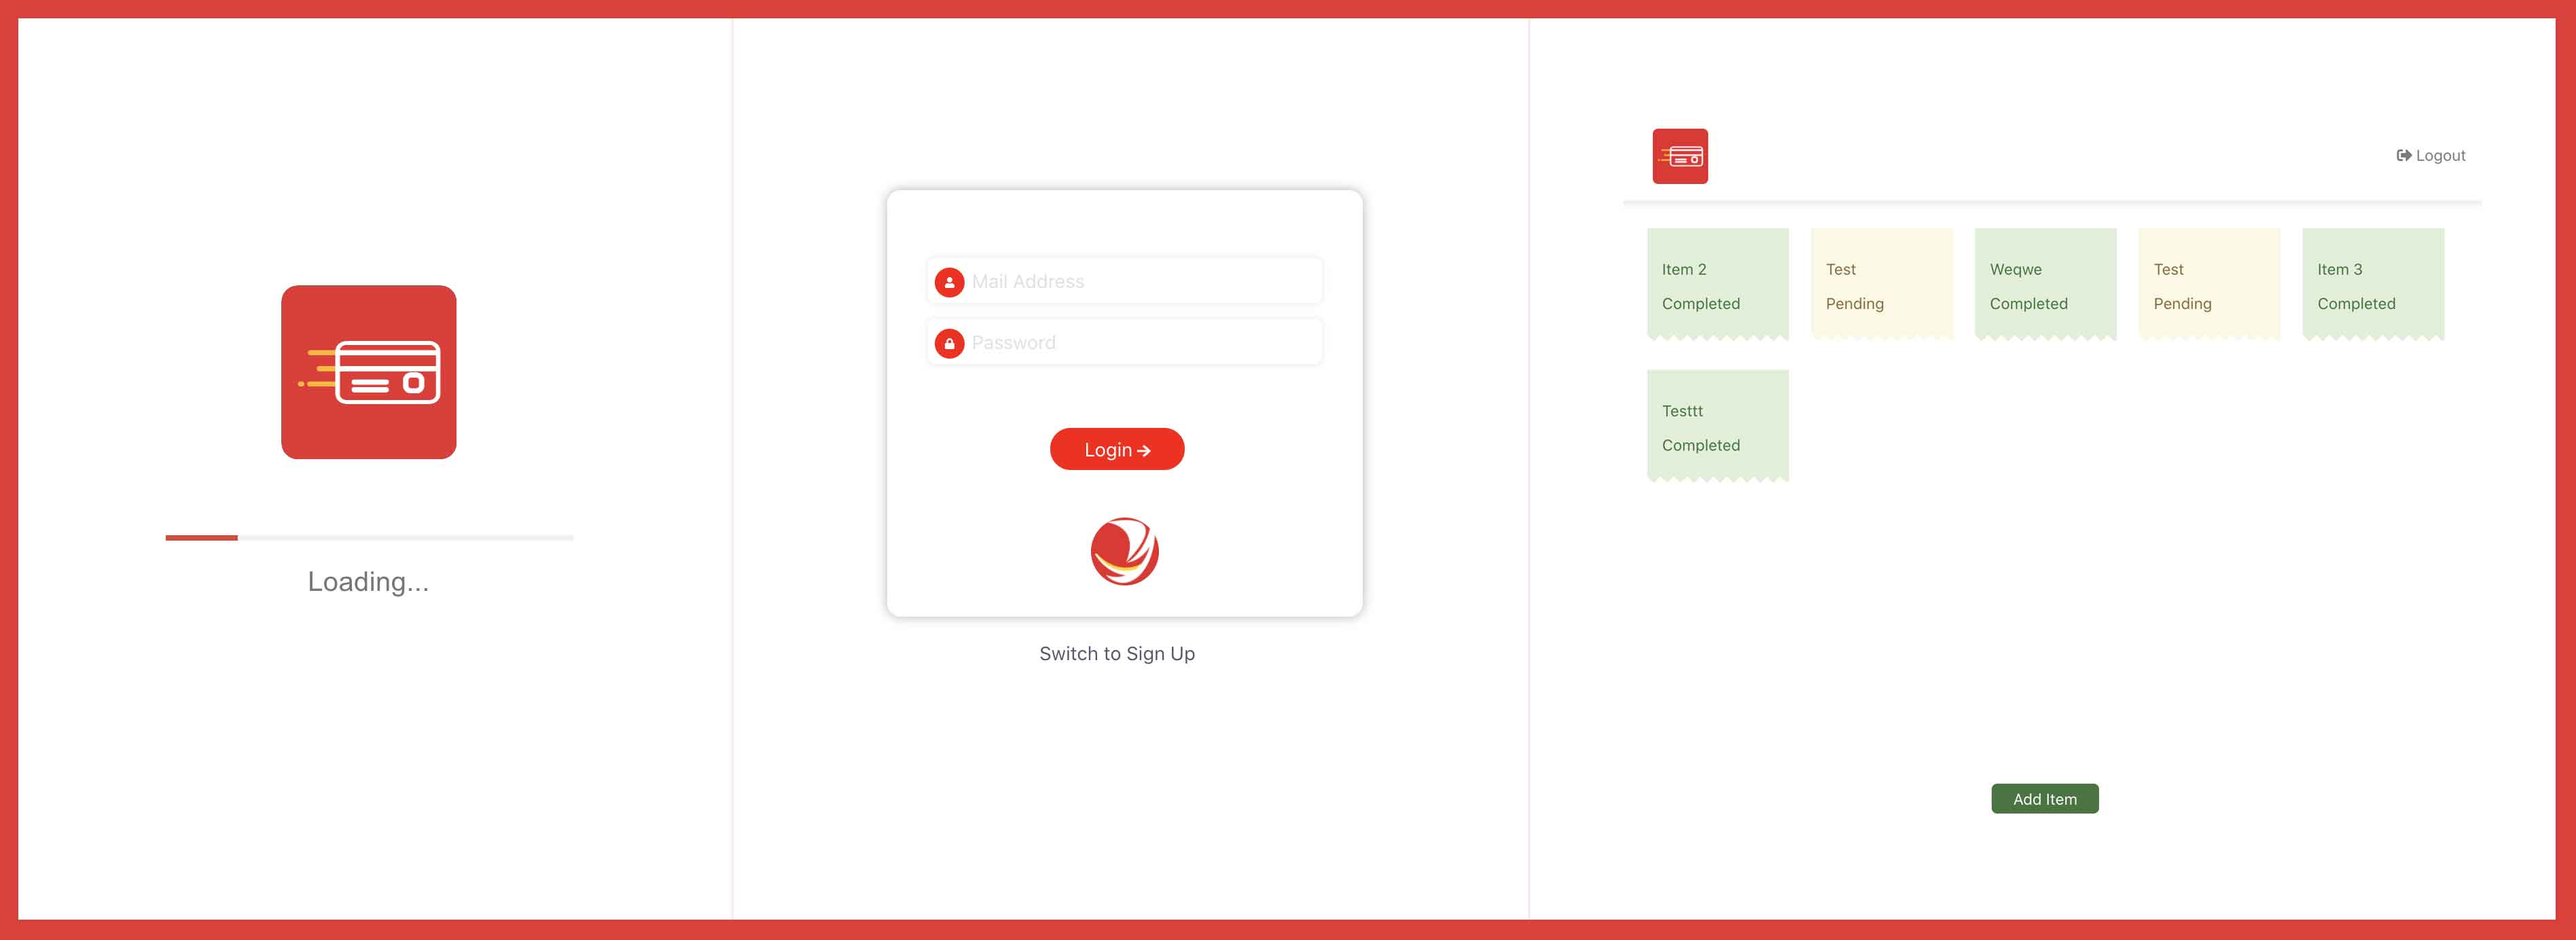 Loading...
Mail Address
Password
Login
Switch to Sign Up
Logout
Item 2
Completed
Test
Pending
Weqwe
Completed
Test
Pending
Item 3
Completed
Testtt
Completed
Add Item